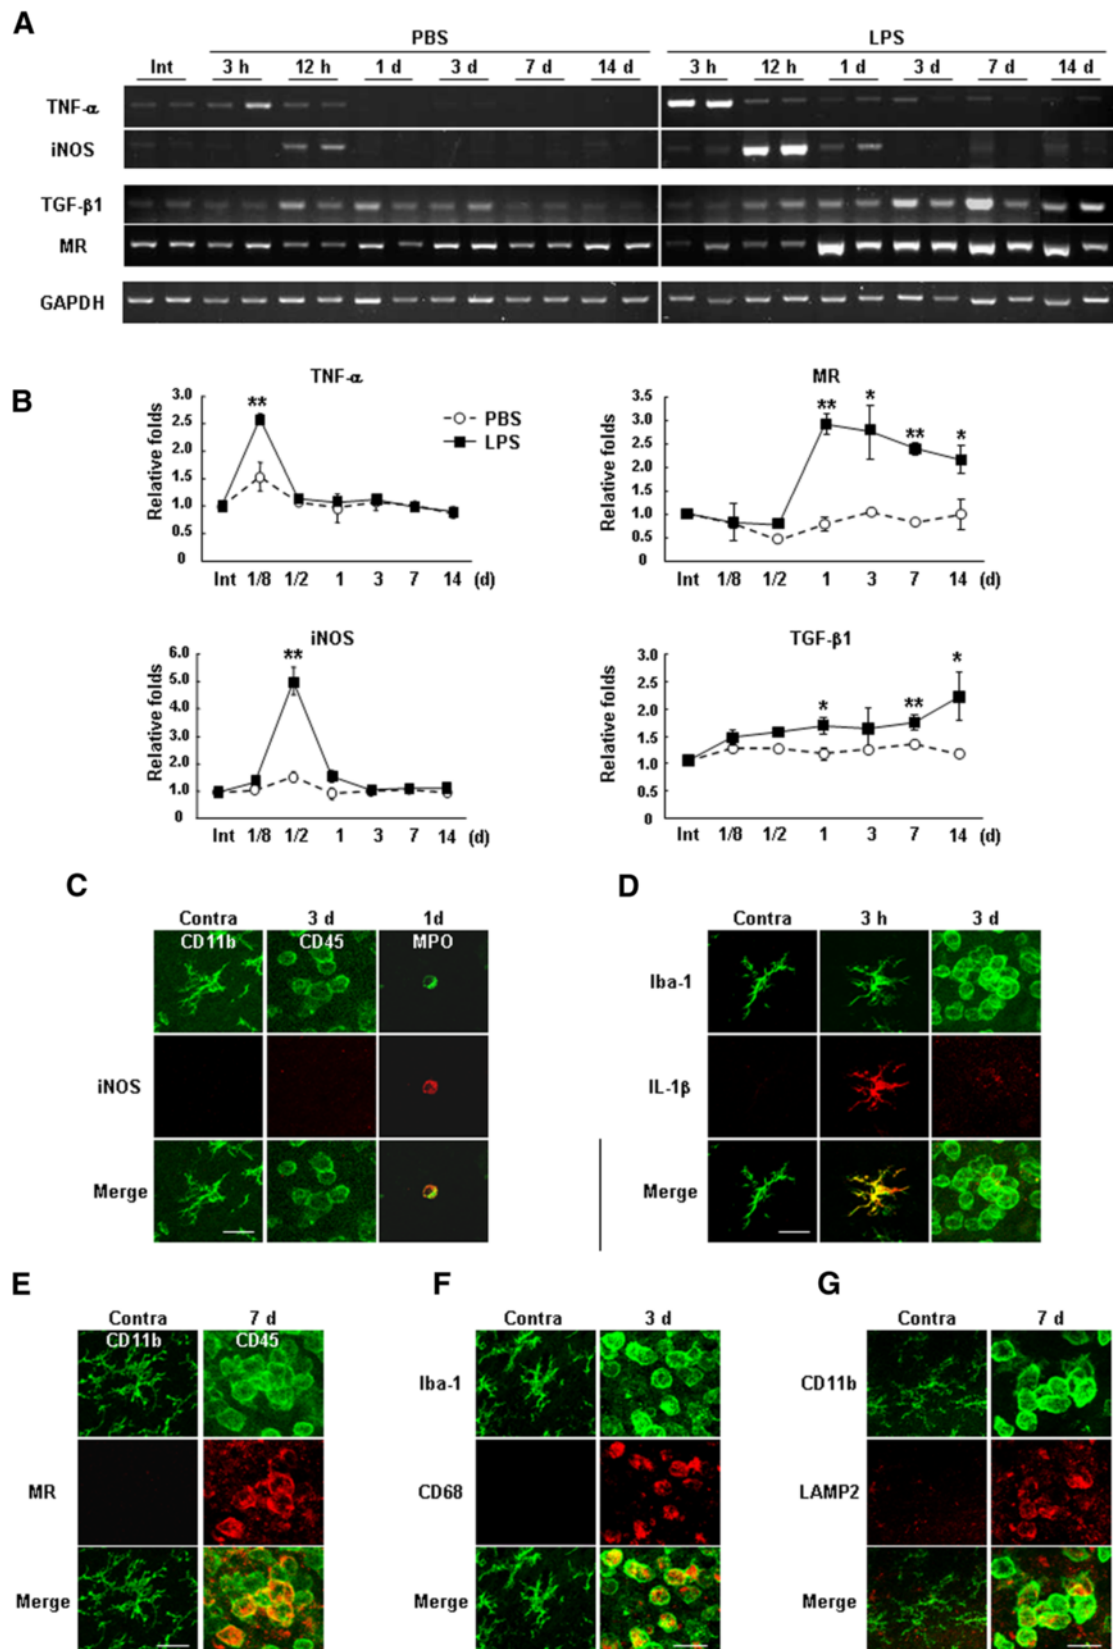 A
PBS
LPS
Int 3 h 12 h 1 d 3 d 7 d 14 d 3 h 12 h 1 d 3 d 7 d 14 d
TNF-α
iNOS
TGF-β1
MR
GAPDH
B
TNF-α
Relative folds
3.0
2.5
2.0
1.5
1.0
0.5
0
**
PBS
LPS
Int 1/8 1/2 1 3 7 14 (d)
MR
Relative folds
3.5
3.0
2.5
2.0
1.5
1.0
0.5
0
** * ** *
Int 1/8 1/2 1 3 7 14 (d)
iNOS
Relative folds
6.0
5.0
4.0
3.0
2.0
1.0
0
**
Int 1/8 1/2 1 3 7 14 (d)
TGF-β1
Relative folds
3.0
2.5
2.0
1.5
1.0
0.5
0
* ** *
Int 1/8 1/2 1 3 7 14 (d)
C
Contra 3 d 1d
CD11b CD45 MPO
iNOS
Merge
D
Contra 3 h 3 d
Iba-1
IL-1β
Merge
E
Contra 7 d
CD11b CD45
MR
Merge
F
Contra 3 d
Iba-1
CD68
Merge
G
Contra 7 d
CD11b
LAMP2
Merge